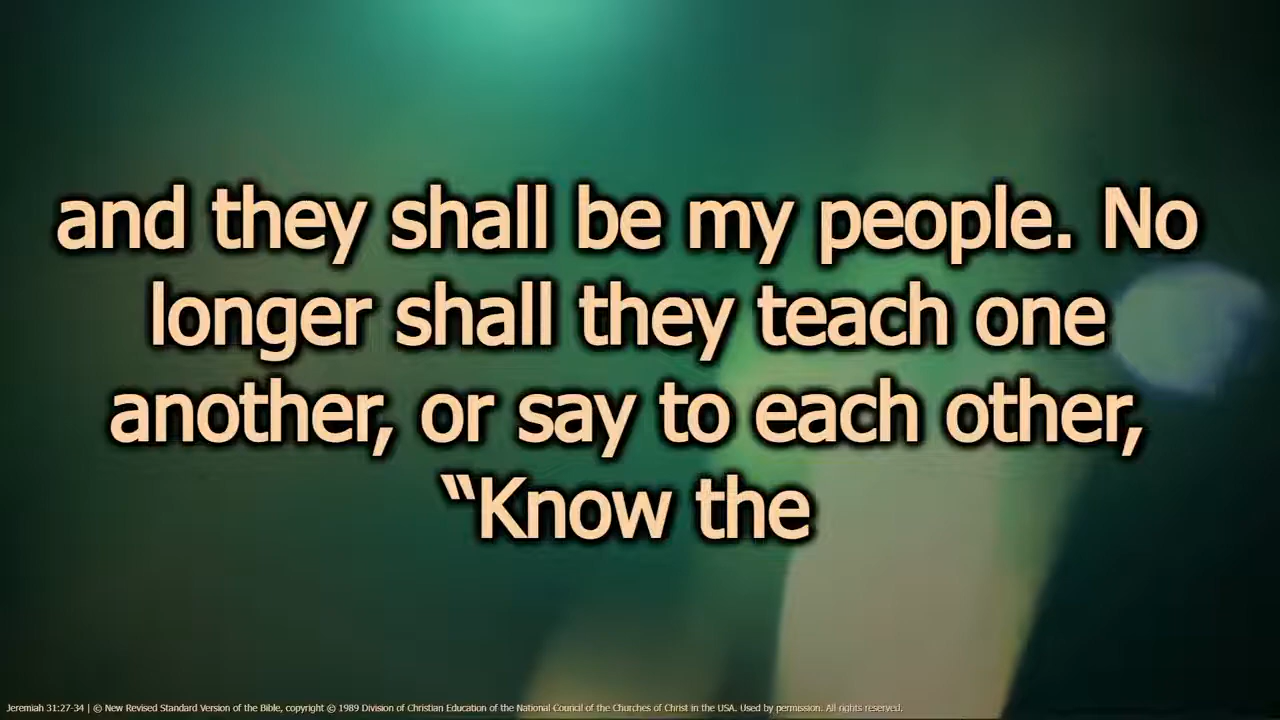 and they shall be my people. No
longer shall they teach one
another, or say to each other,
“Know the
Jeremiah 31:27-34 | © New Revised Standard Version of the Bible, copyright © 1989 Division of Christian Education of the National Council of the Churches of Christ in the USA. Used by permission. All rights reserved.